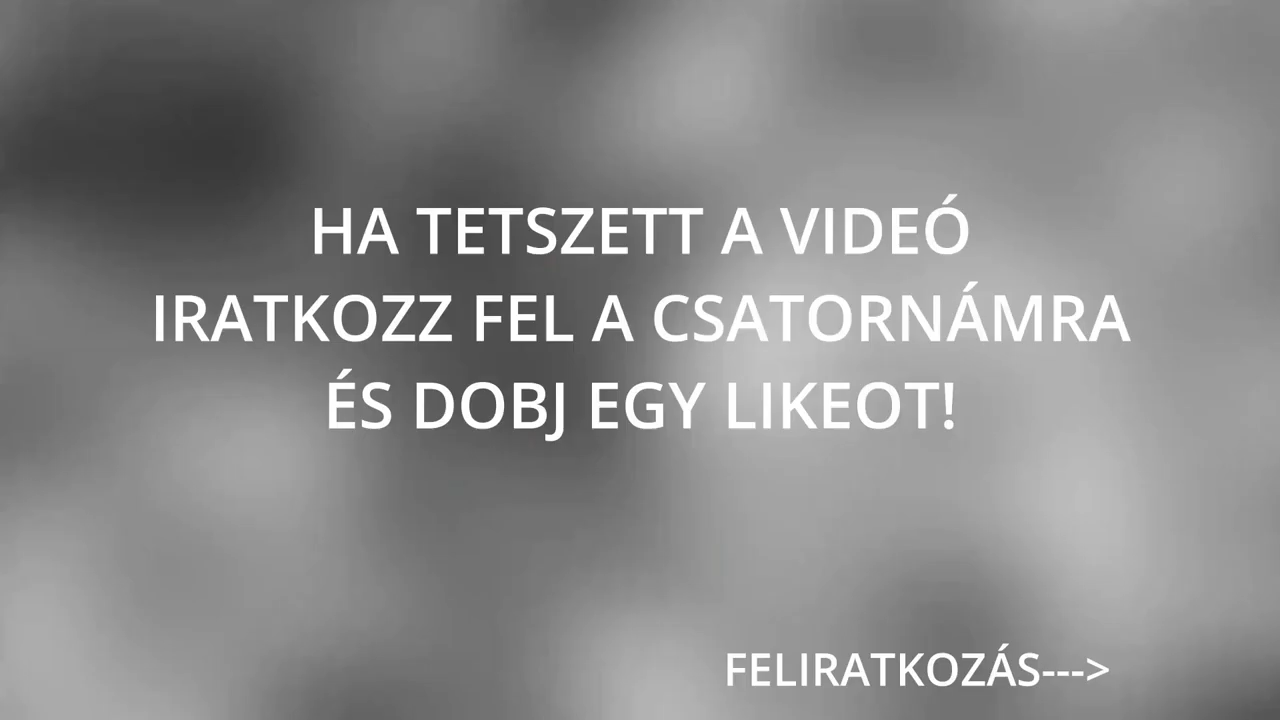 HA TETSZETT A VIDEÓ
IRATKOZZ FEL A CSATORNÁMRA
ÉS DOBJ EGY LIKEOT!
FELIRATKOZÁS--->